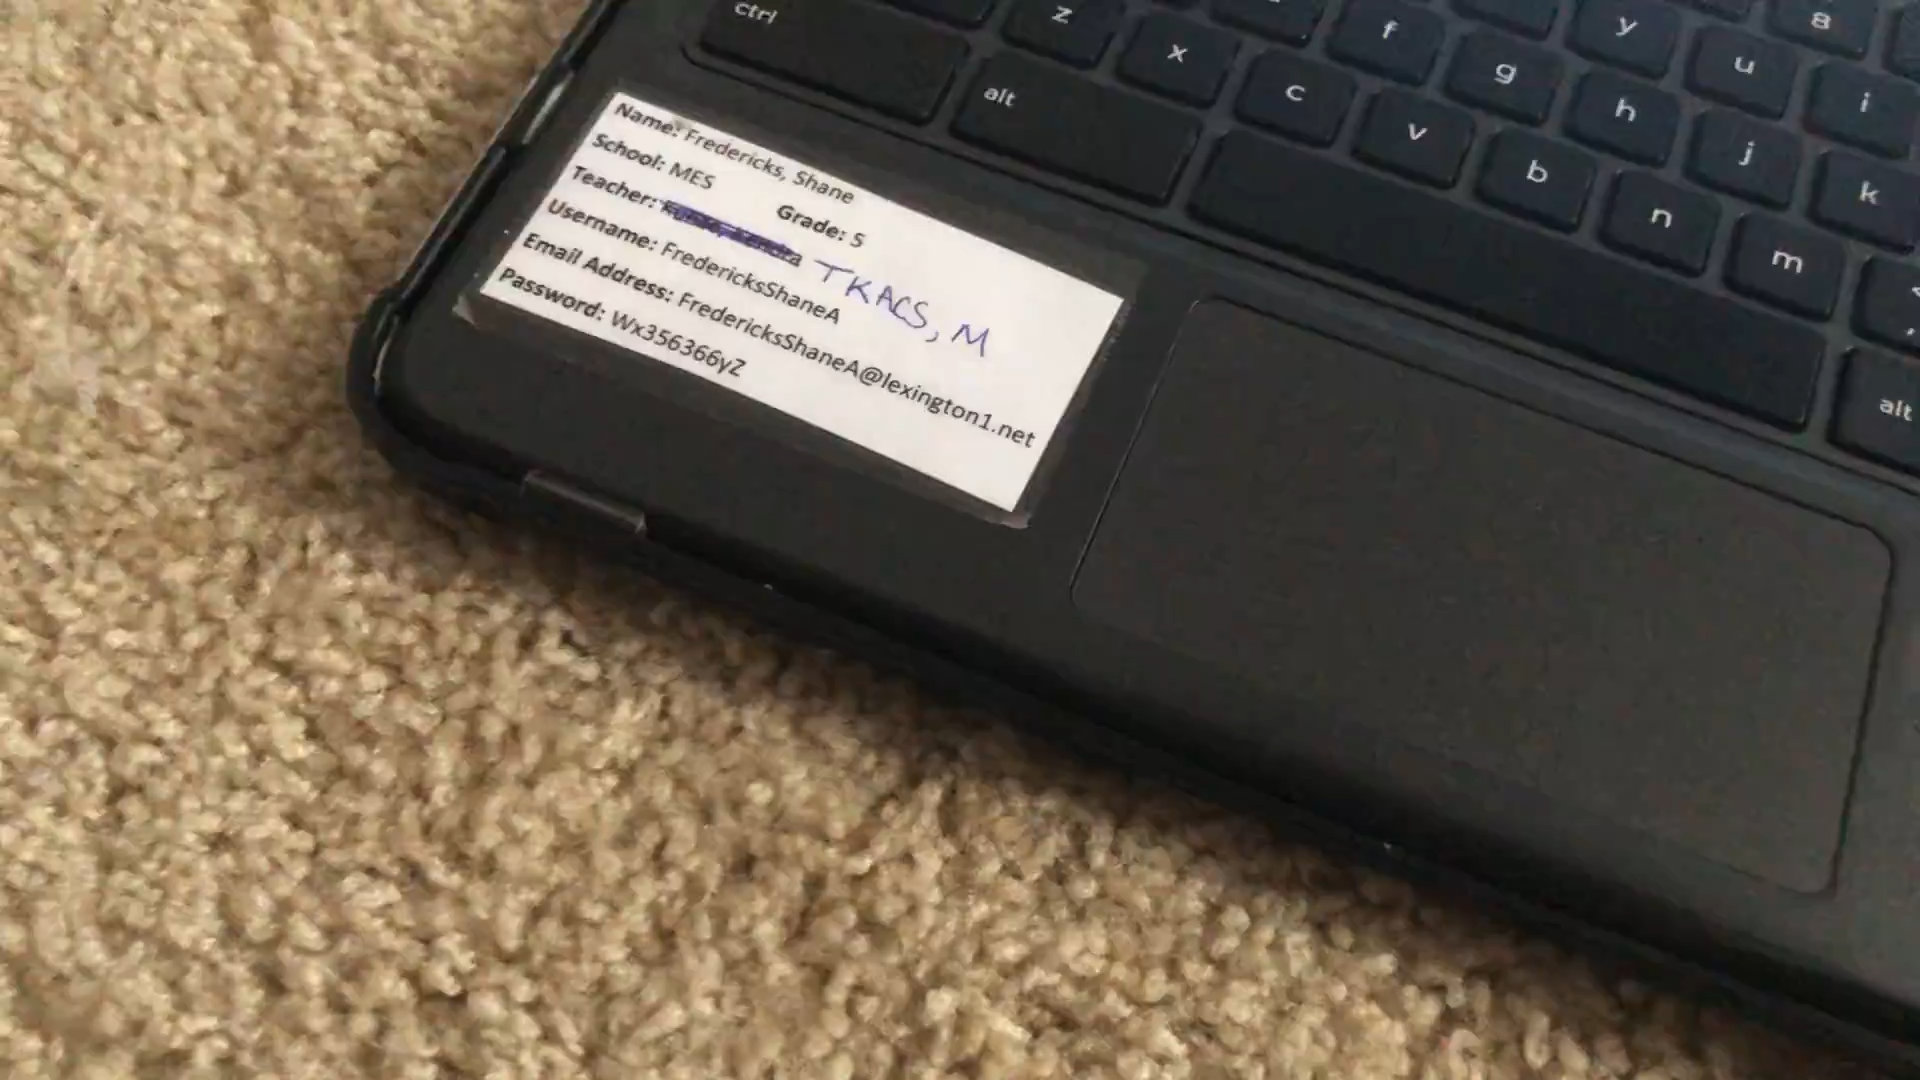 8
y u i
f g h j k
z x c v b n m
ctrl alt alt
Name: Fredericks, Shane
School: MES Grade: 5
Teacher: TKACS, M
Username: FredericksShaneA
Email Address: FredericksShaneA@lexington1.net
Password: Wx356366yZ